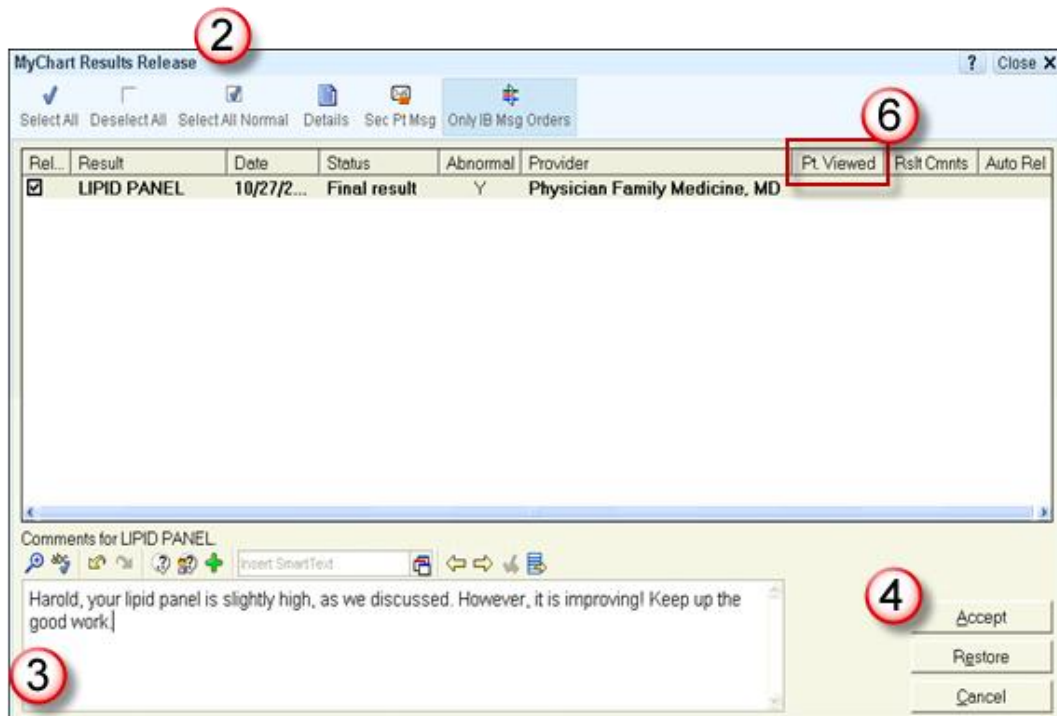 2
MyChart Results Release ? Close X
Select All Deselect All Select All Normal Details Sec Pt Msg Only IB Msg Orders
6
Rel... Result Date Status Abnormal Provider Pt. Viewed Rslt Cmnts Auto Rel
LIPID PANEL 10/27/2... Final result Y Physician Family Medicine, MD
Comments for LIPID PANEL
Insert SmartText
Harold, your lipid panel is slightly high, as we discussed. However, it is improving! Keep up the
good work.
4
Accept
Restore
3
Cancel